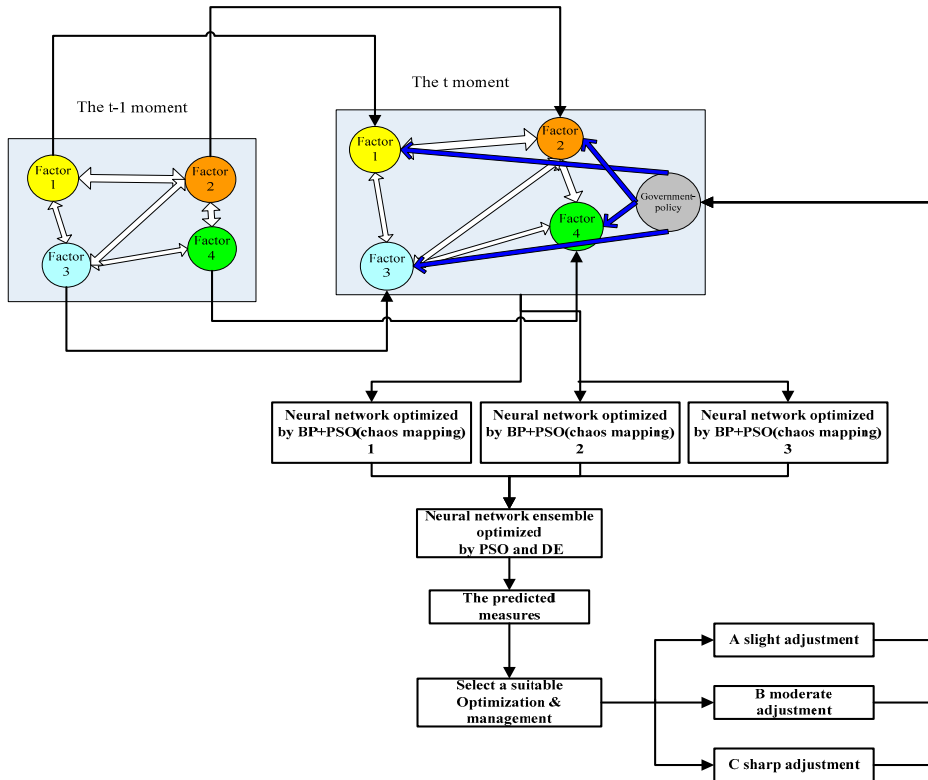 The t-1 moment
The t moment
Factor
1
Factor
2
Factor
3
Factor
4
Factor
1
Factor
2
Factor
3
Factor
4
Government-
policy
Neural network optimized
by BP+PSO(chaos mapping)
1
Neural network optimized
by BP+PSO(chaos mapping)
2
Neural network optimized
by BP+PSO(chaos mapping)
3
Neural network ensemble
optimized
by PSO and DE
The predicted
measures
Select a suitable
Optimization &
management
A slight adjustment
B moderate
adjustment
C sharp adjustment